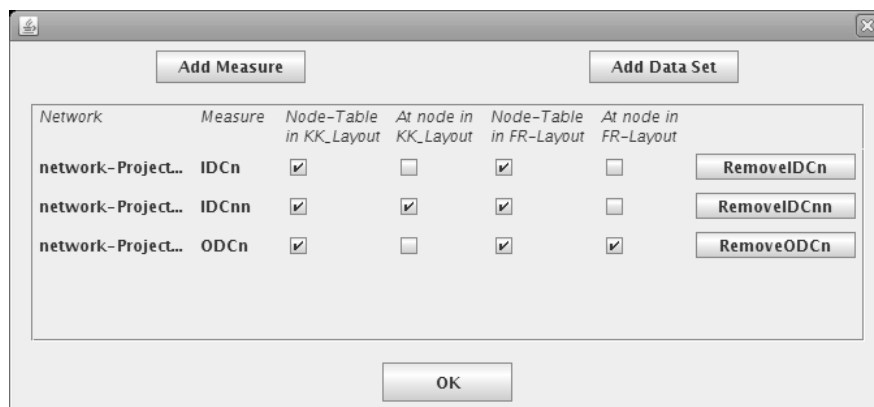 Add Measure Add Data Set
Network Measure Node-Table At node in Node-Table At node in
in KK_Layout KK_Layout in FR-Layout FR-Layout
network-Project... IDCn RemoveIDCn
network-Project... IDCnn RemoveIDCnn
network-Project... ODCn RemoveODCn
OK